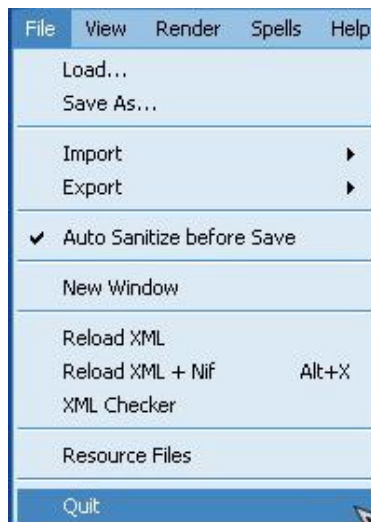 File View Render Spells Help
Load...
Save As...
Import
Export
Auto Sanitize before Save
New Window
Reload XML
Reload XML + Nif Alt+X
XML Checker
Resource Files
Quit